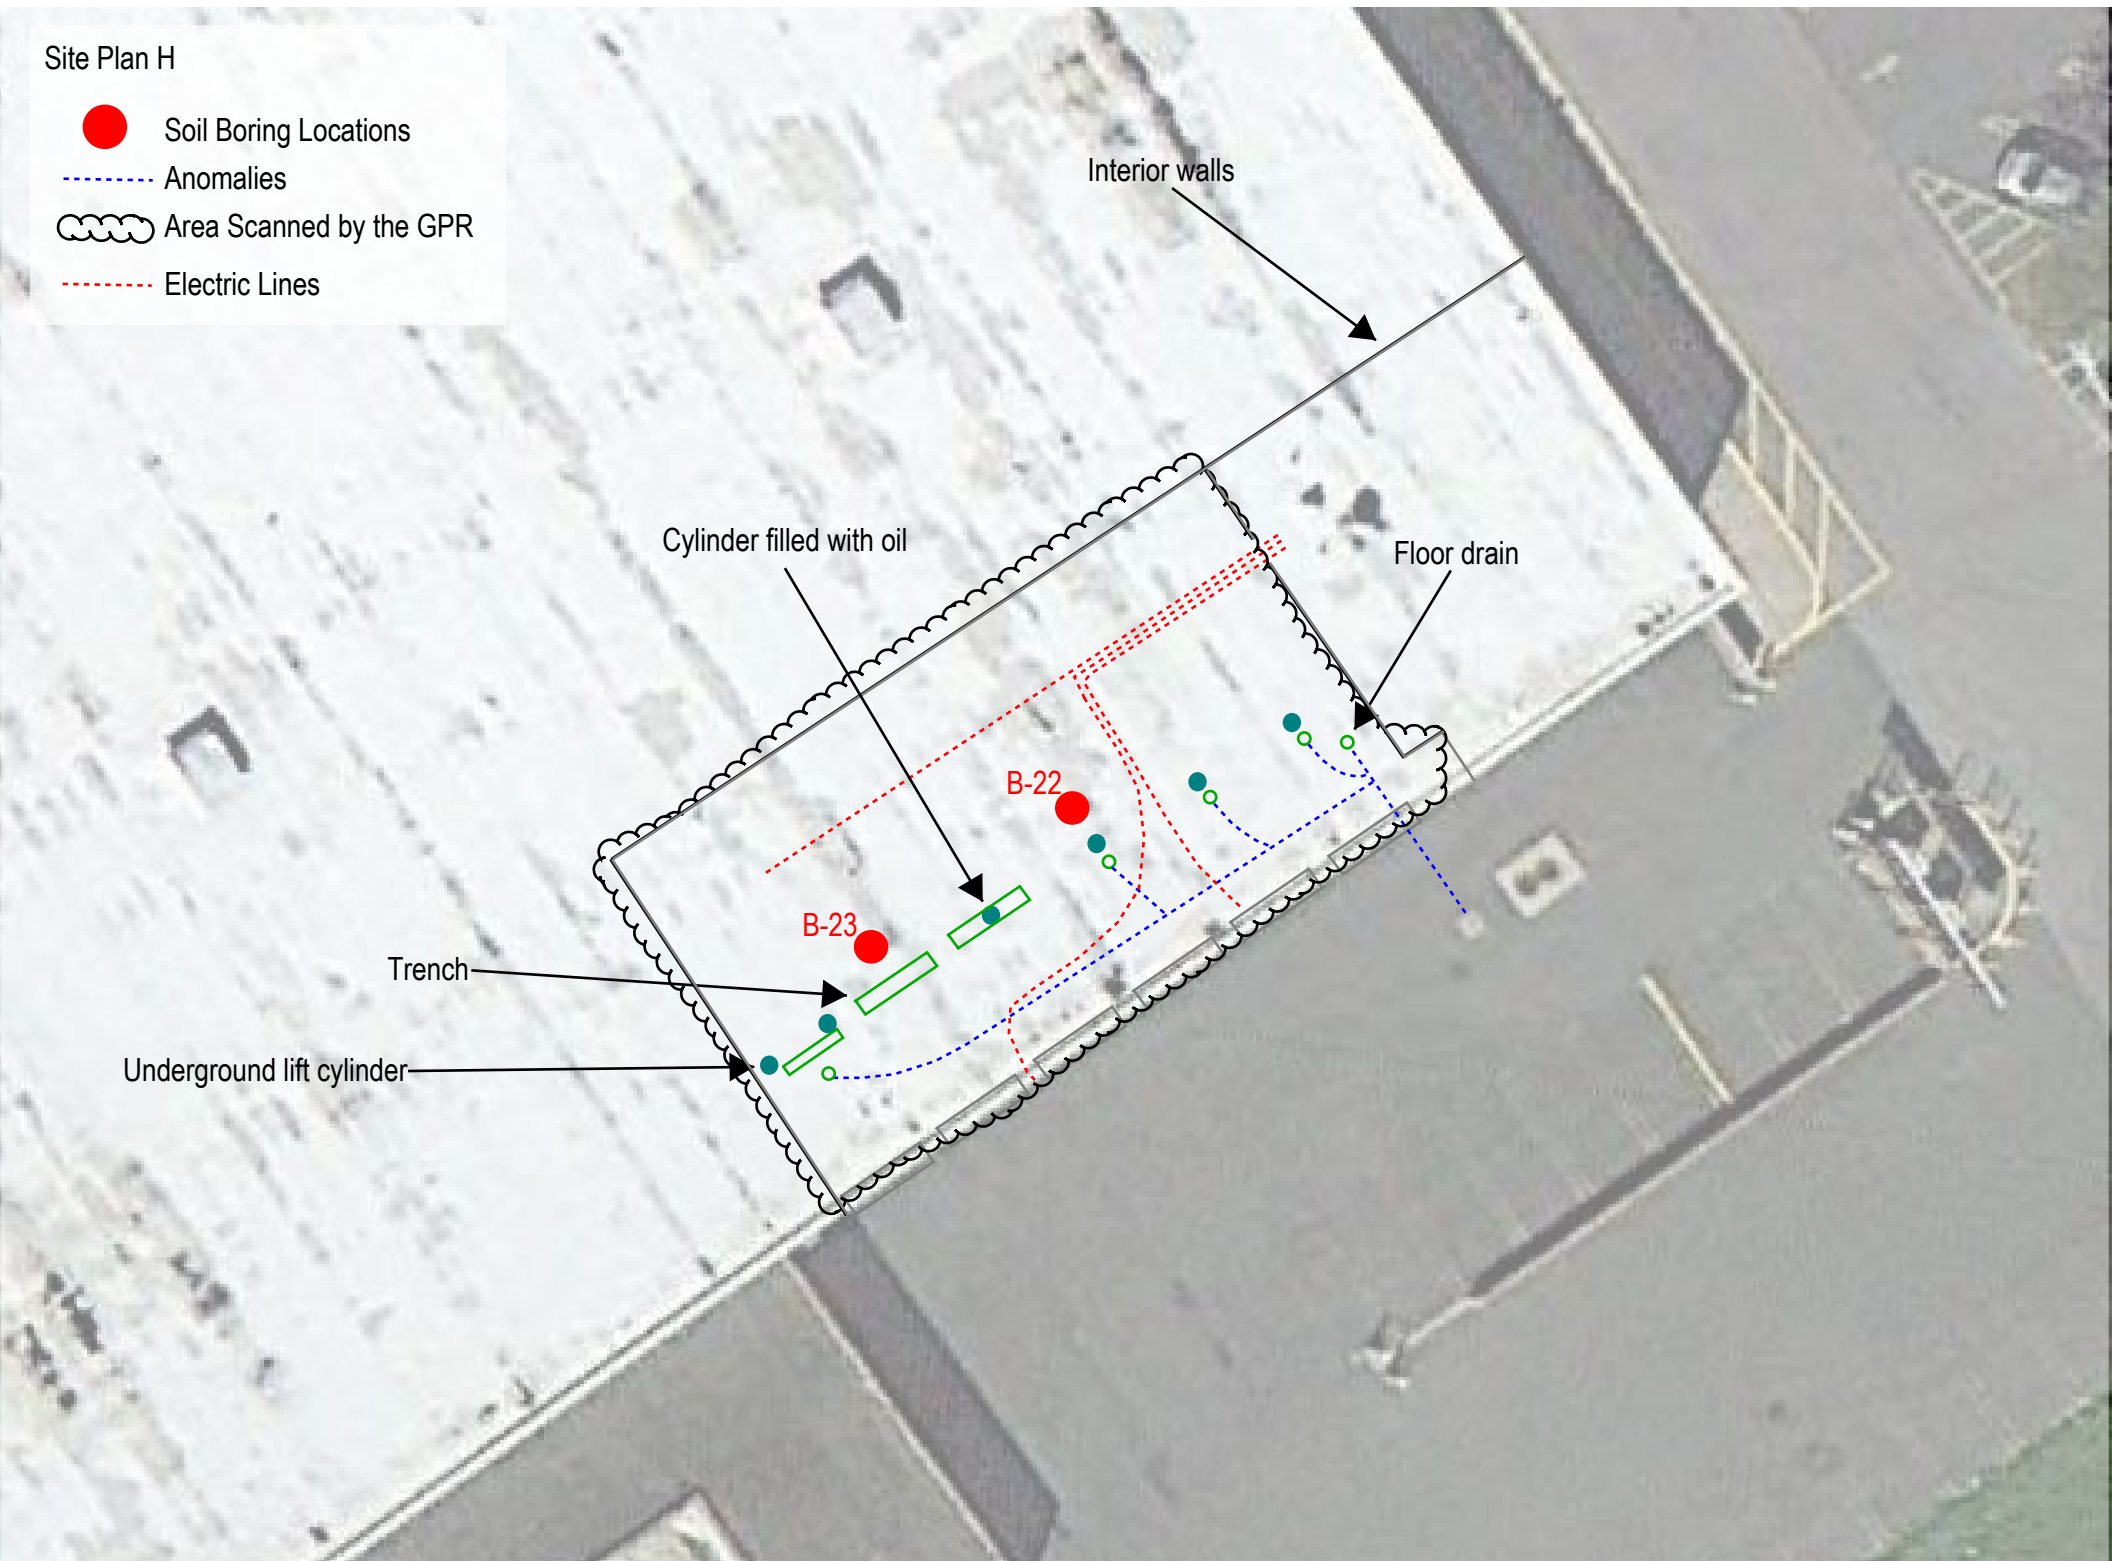 Site Plan H
Soil Boring Locations
Anomalies
Area Scanned by the GPR
Electric Lines
Interior walls
Cylinder filled with oil
Floor drain
B-22
B-23
Trench
Underground lift cylinder